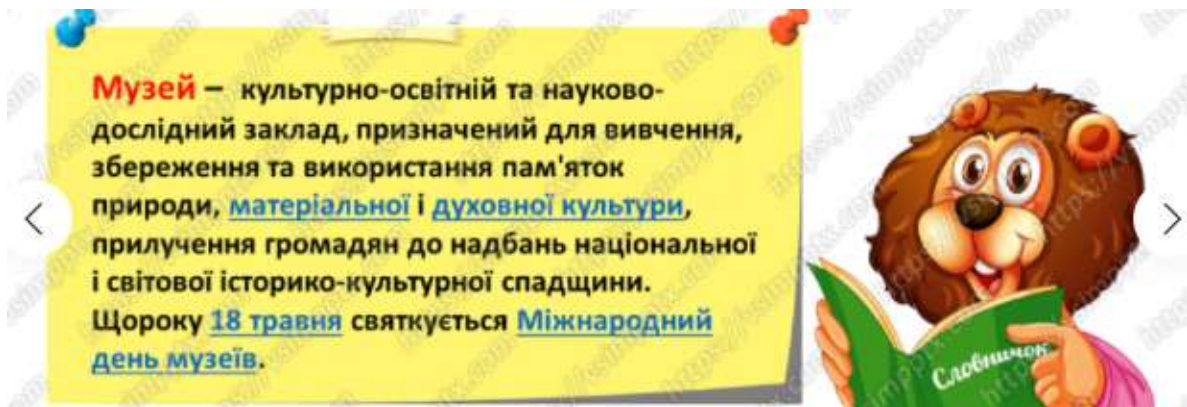 Музей – культурно-освітній та науково-
дослідний заклад, призначений для вивчення,
збереження та використання пам'яток
природи, матеріальної і духовної культури,
прилучення громадян до надбань національної
і світової історико-культурної спадщини.
Щороку 18 травня святкується Міжнародний
день музеїв.
Словничок